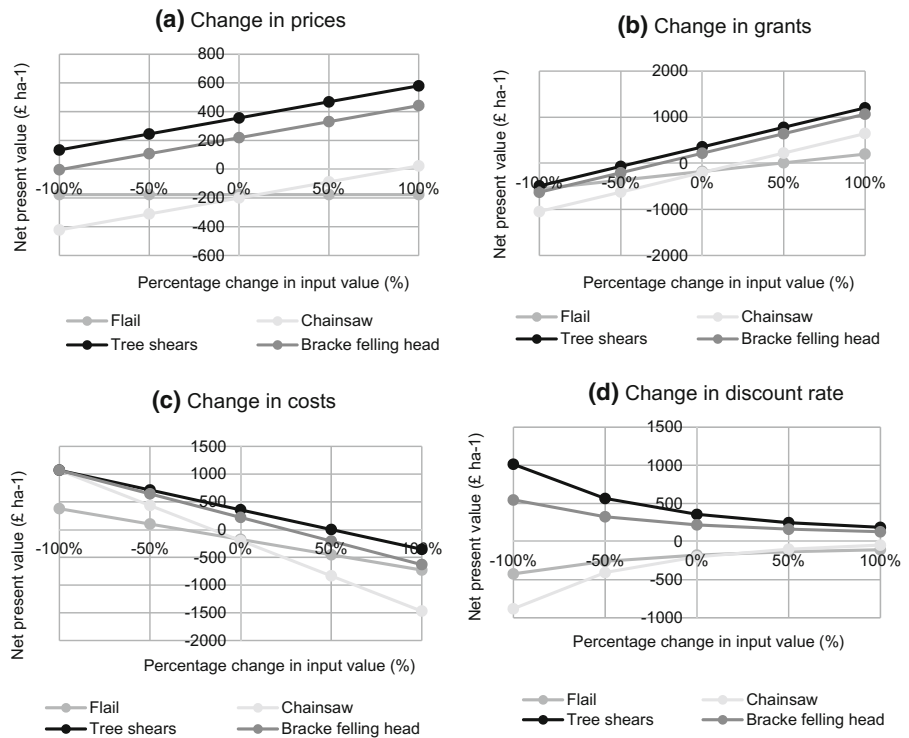 (a) Change in prices
Net present value (£ ha-1)
800
600
400
200
0
-200
-400
-600
-100% -50% 0% 50% 100%
Percentage change in input value (%)
Flail Chainsaw
Tree shears Bracke felling head
(b) Change in grants
Net present value (£ ha-1)
2000
1000
0
-1000
-2000
-100% -50% 0% 50% 100%
Percentage change in input value (%)
Flail Chainsaw
Tree shears Bracke felling head
(c) Change in costs
Net present value (£ ha-1)
1500
1000
500
0
-500
-1000
-1500
-2000
-100% -50% 0% 50% 100%
Percentage change in input value (%)
Flail Chainsaw
Tree shears Bracke felling head
(d) Change in discount rate
Net present value (£ ha-1)
1500
1000
500
0
-500
-1000
-100% -50% 0% 50% 100%
Percentage change in input value (%)
Flail Chainsaw
Tree shears Bracke felling head